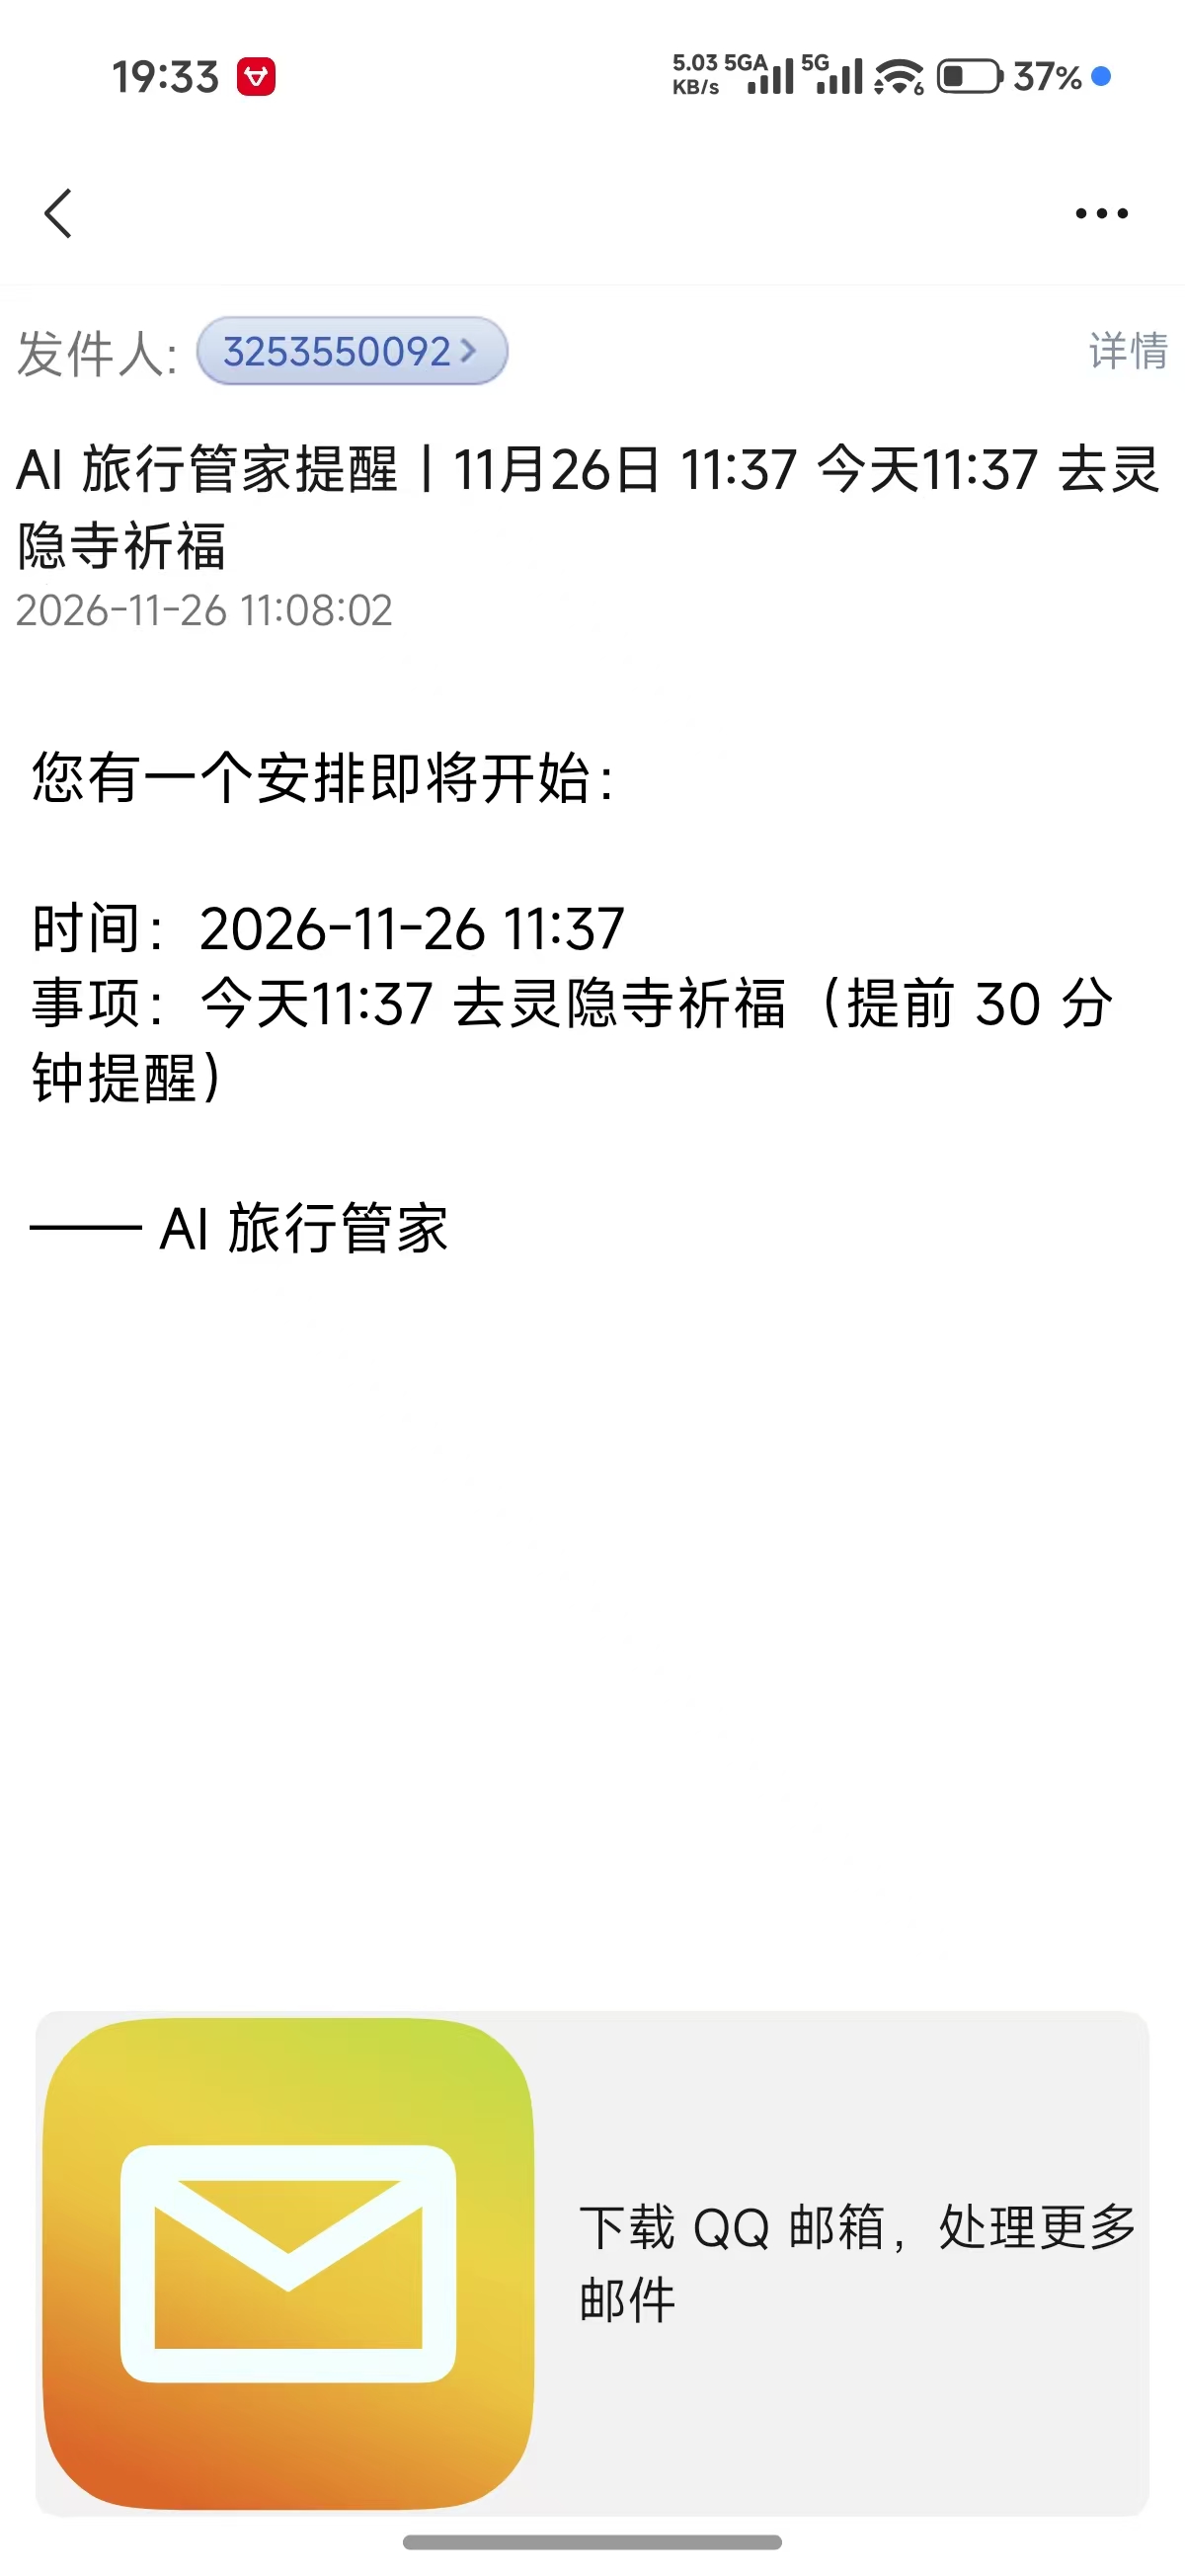 19:33
5.03 KB/s 5GA 5G 6 37%
发件人: 3253550092 详情
AI 旅行管家提醒丨11月26日 11:37 今天11:37 去灵
隐寺祈福
2026-11-26 11:08:02
您有一个安排即将开始：
时间：2026-11-26 11:37
事项：今天11:37 去灵隐寺祈福（提前 30 分
钟提醒）
—— AI 旅行管家
下载 QQ 邮箱，处理更多
邮件